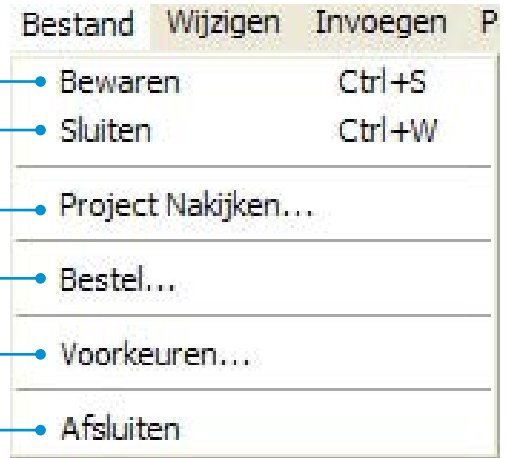 Bestand Wijzigen Invoegen P
Bewaren Ctrl+S
Sluiten Ctrl+W
Project Nakijken...
Bestel...
Voorkeuren...
Afsluiten